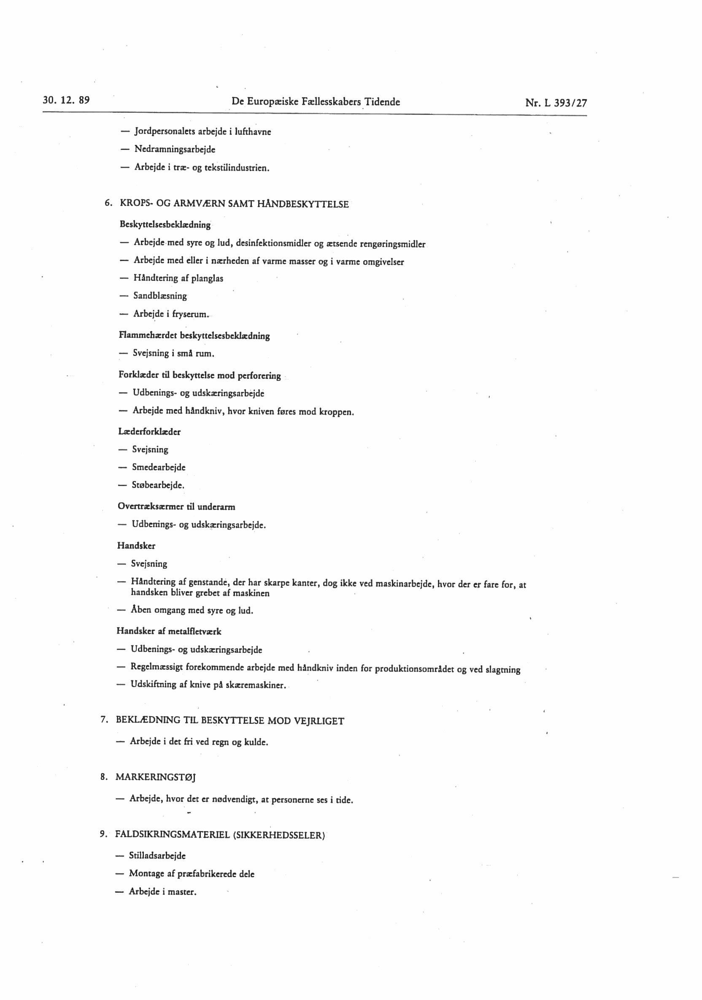 30. 12. 89
De Europæiske Fællesskabers Tidende
Nr. L 393/27
— Jordpersonalets arbejde i lufthavne
— Nedramningsarbejde
— Arbejde i træ- og tekstilindustrien.
6. KROPS- OG ARMVÆRN SAMT HÅNDBESKYTTELSE
Beskyttelsesbeklædning
— Arbejde med syre og lud, desinfektionsmidler og ætsende rengøringsmidler
— Arbejde med eller i nærheden af varme masser og i varme omgivelser
— Håndtering af planglas
— Sandblæsning
— Arbejde i fryserum.
Flammehærdet beskyttelsesbeklædning
— Svejsning i små rum.
Forklæder til beskyttelse mod perforering
— Udbenings- og udskæringsarbejde
— Arbejde med håndkniv, hvor kniven føres mod kroppen.
Læderforklæder
— Svejsning
— Smedearbejde
— Støbearbejde.
Overtræksærmer til underarm
— Udbenings- og udskæringsarbejde.
Handsker
— Svejsning
— Håndtering af genstande, der har skarpe kanter, dog ikke ved maskinarbejde, hvor der er fare for, at
handsken bliver grebet af maskinen
— Åben omgang med syre og lud.
Handsker af metalfletværk
— Udbenings- og udskæringsarbejde
— Regelmæssigt forekommende arbejde med håndkniv inden for produktionsområdet og ved slagtning
— Udskiftning af knive på skæremaskiner.
7. BEKLÆDNING TIL BESKYTTELSE MOD VEJRLIGET
— Arbejde i det fri ved regn og kulde.
8. MARKERINGSTØJ
— Arbejde, hvor det er nødvendigt, at personerne ses i tide.
9. FALDSIKRINGSMATERIEL (SIKKERHEDSSELER)
— Stilladsarbejde
— Montage af præfabrikerede dele
— Arbejde i master.